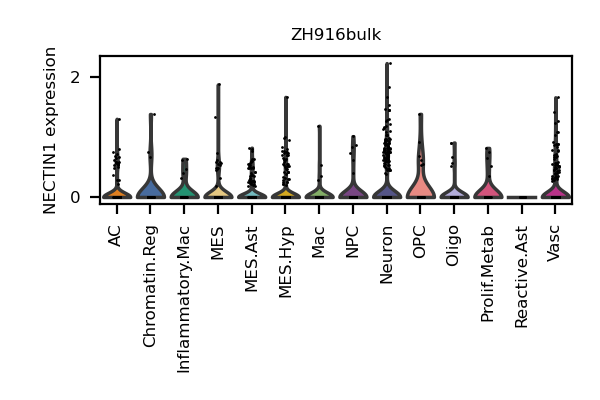 ZH916bulk
NECTIN1 expression
2
0
AC
Chromatin.Reg
Inflammatory.Mac
MES
MES.Ast
MES.Hyp
Mac
NPC
Neuron
OPC
Oligo
Prolif.Metab
Reactive.Ast
Vasc